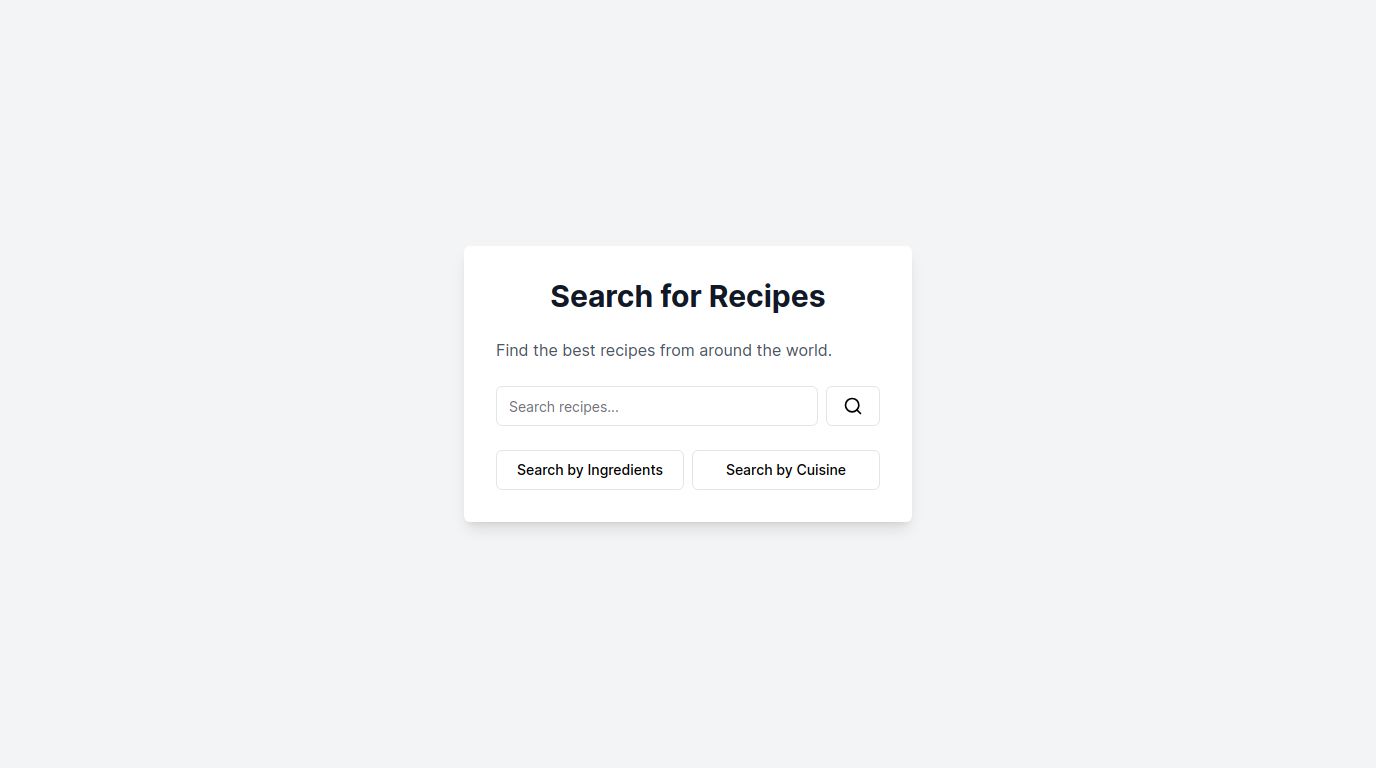 Search for Recipes
Find the best recipes from around the world.
Search recipes...
Search by Ingredients
Search by Cuisine